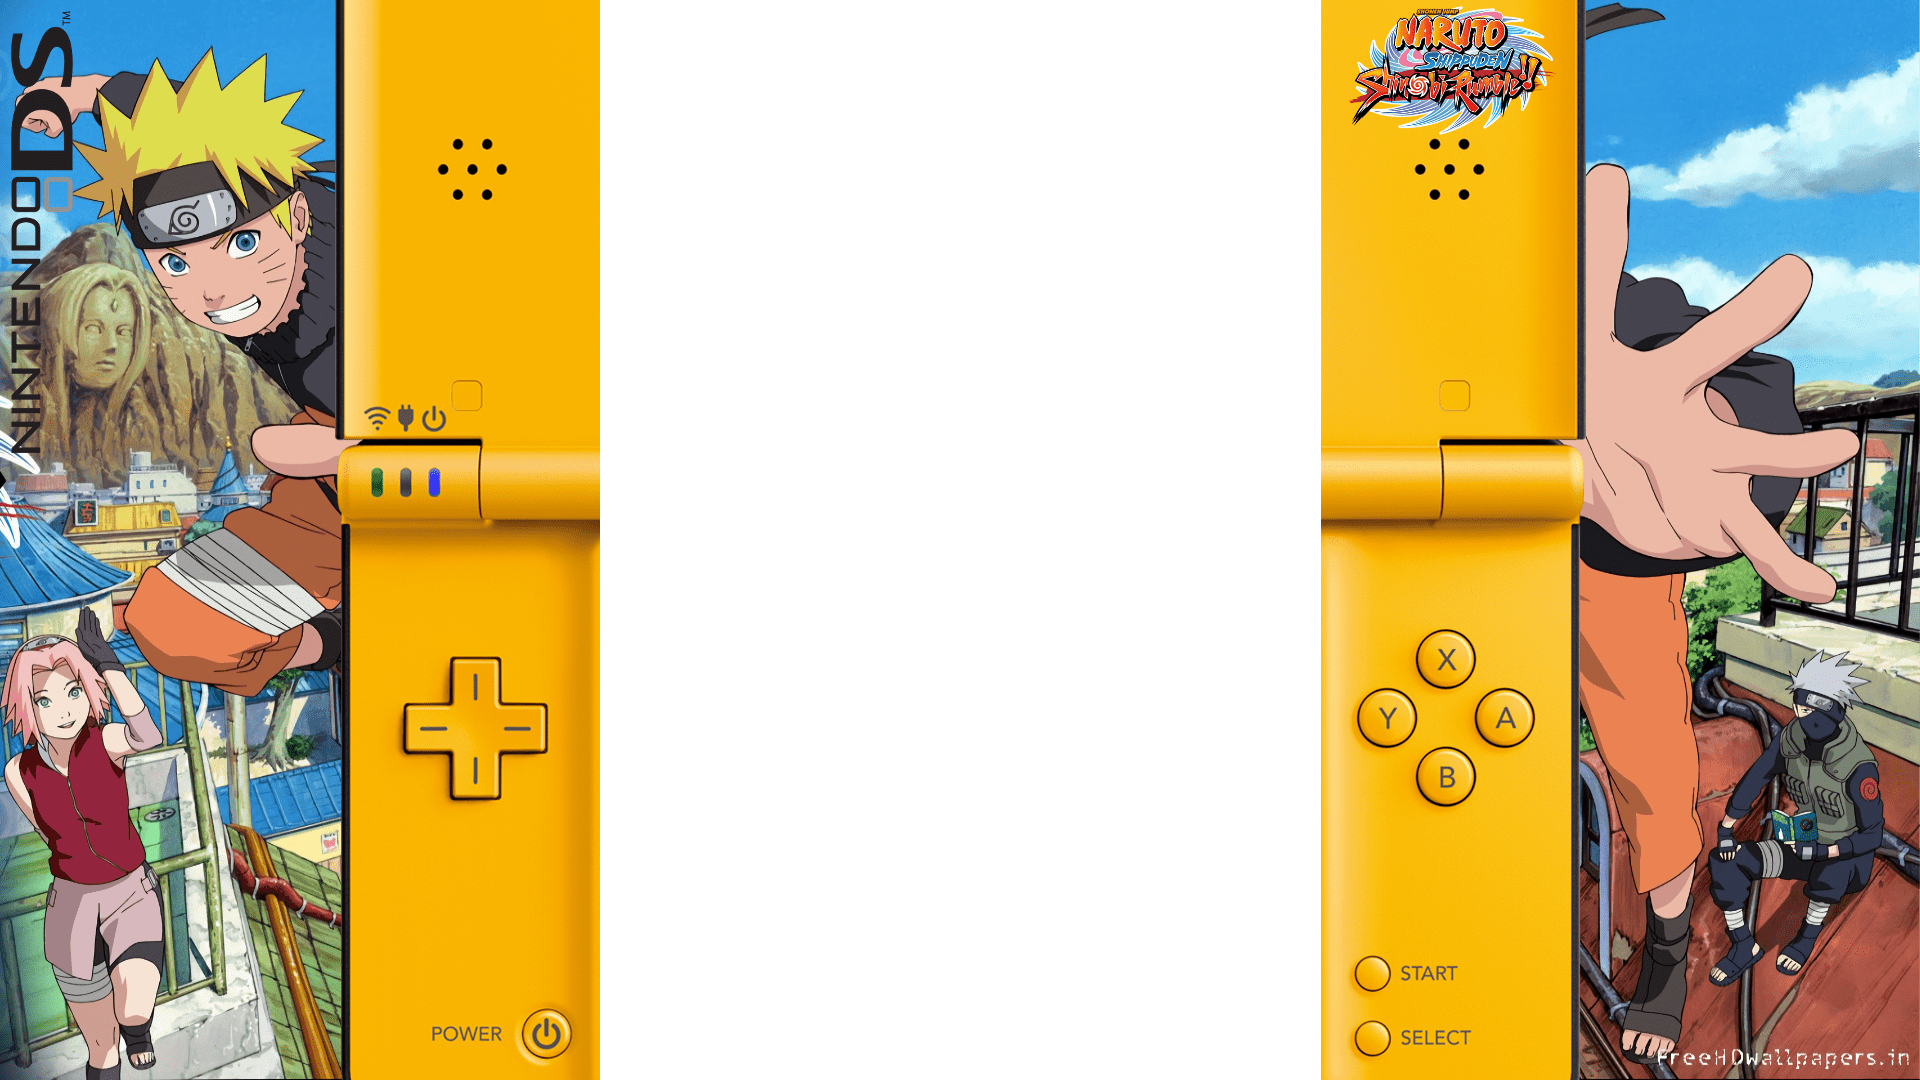 NINTENDO DS™
SHONEN JUMP
NARUTO
SHIPPUDEN
Shinobi Rumble!!
X
Y
A
B
START
SELECT
POWER
FreeHDwallpapers.in